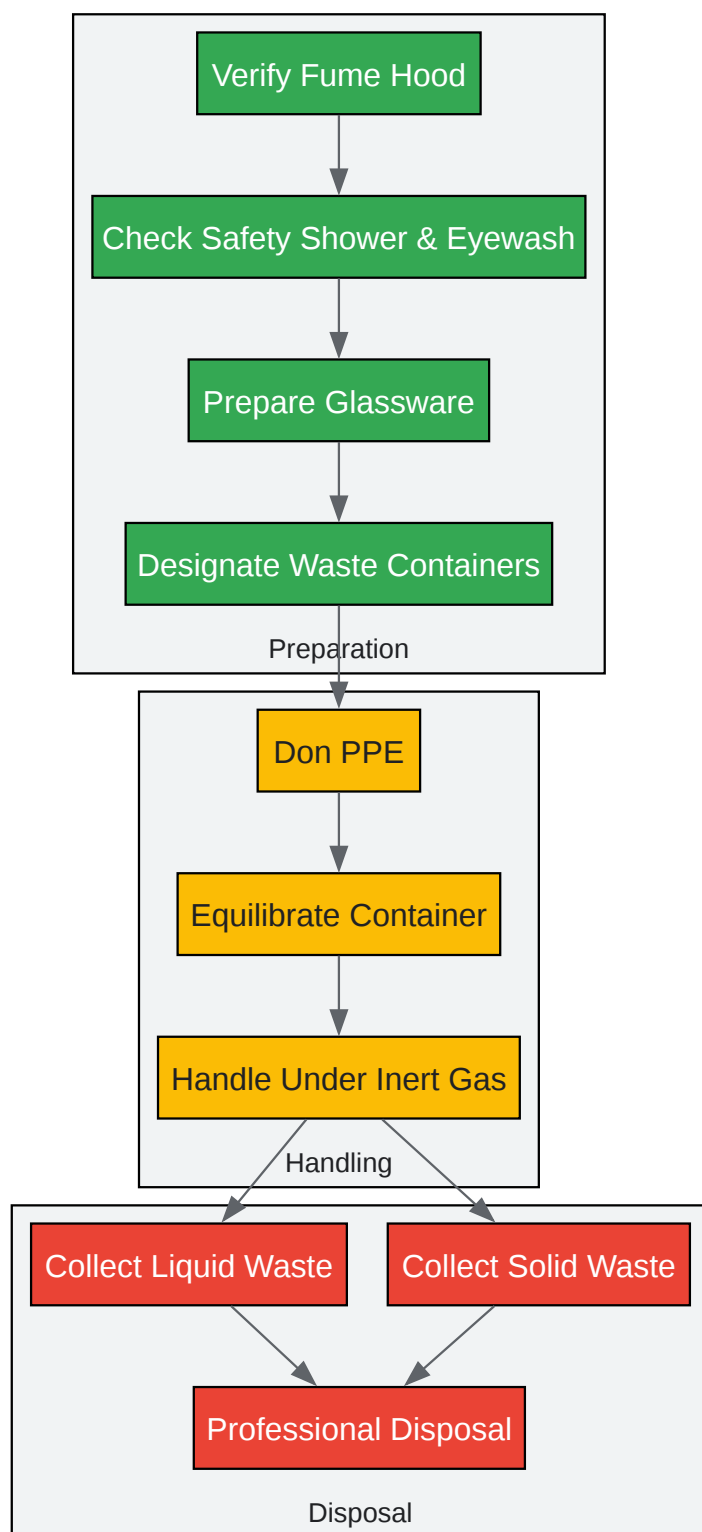 Verify Fume Hood
Check Safety Shower & Eyewash
Prepare Glassware
Designate Waste Containers
Preparation
Don PPE
Equilibrate Container
Handle Under Inert Gas
Handling
Collect Liquid Waste
Collect Solid Waste
Professional Disposal
Disposal